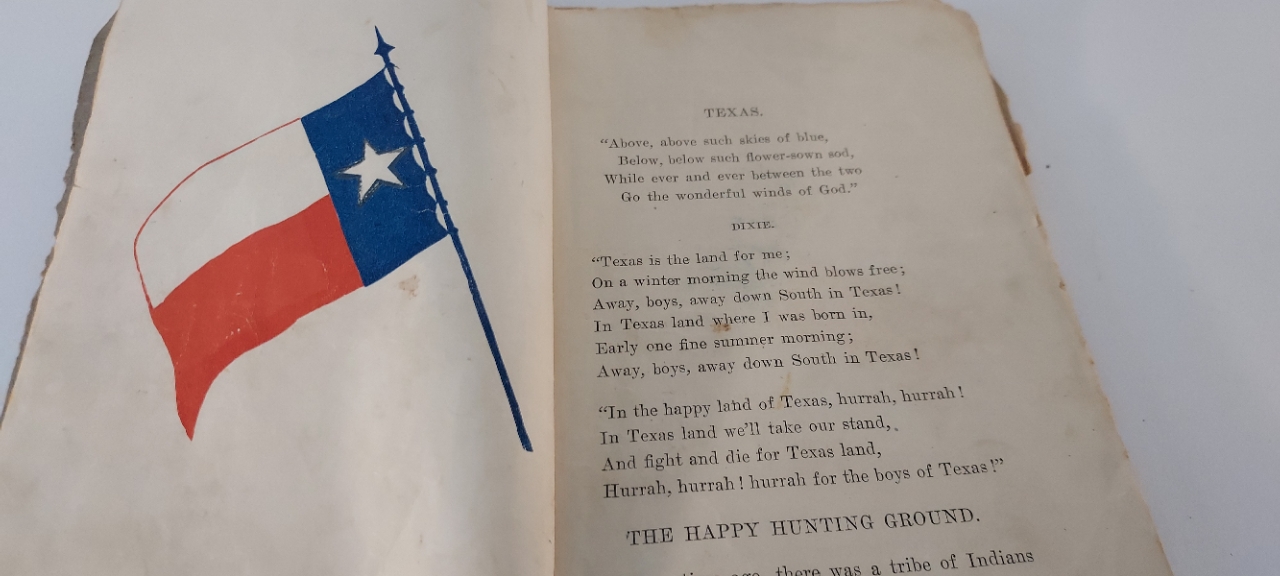 TEXAS.
“Above, above such skies of blue,
Below, below such flower-sown sod,
While ever and ever between the two
Go the wonderful winds of God.”
DIXIE.
“Texas is the land for me;
On a winter morning the wind blows free;
Away, boys, away down South in Texas!
In Texas land where I was born in,
Early one fine summer morning;
Away, boys, away down South in Texas!
“In the happy land of Texas, hurrah, hurrah!
In Texas land we’ll take our stand,
And fight and die for Texas land,
Hurrah, hurrah! hurrah for the boys of Texas!”
THE HAPPY HUNTING GROUND.
there was a tribe of Indians